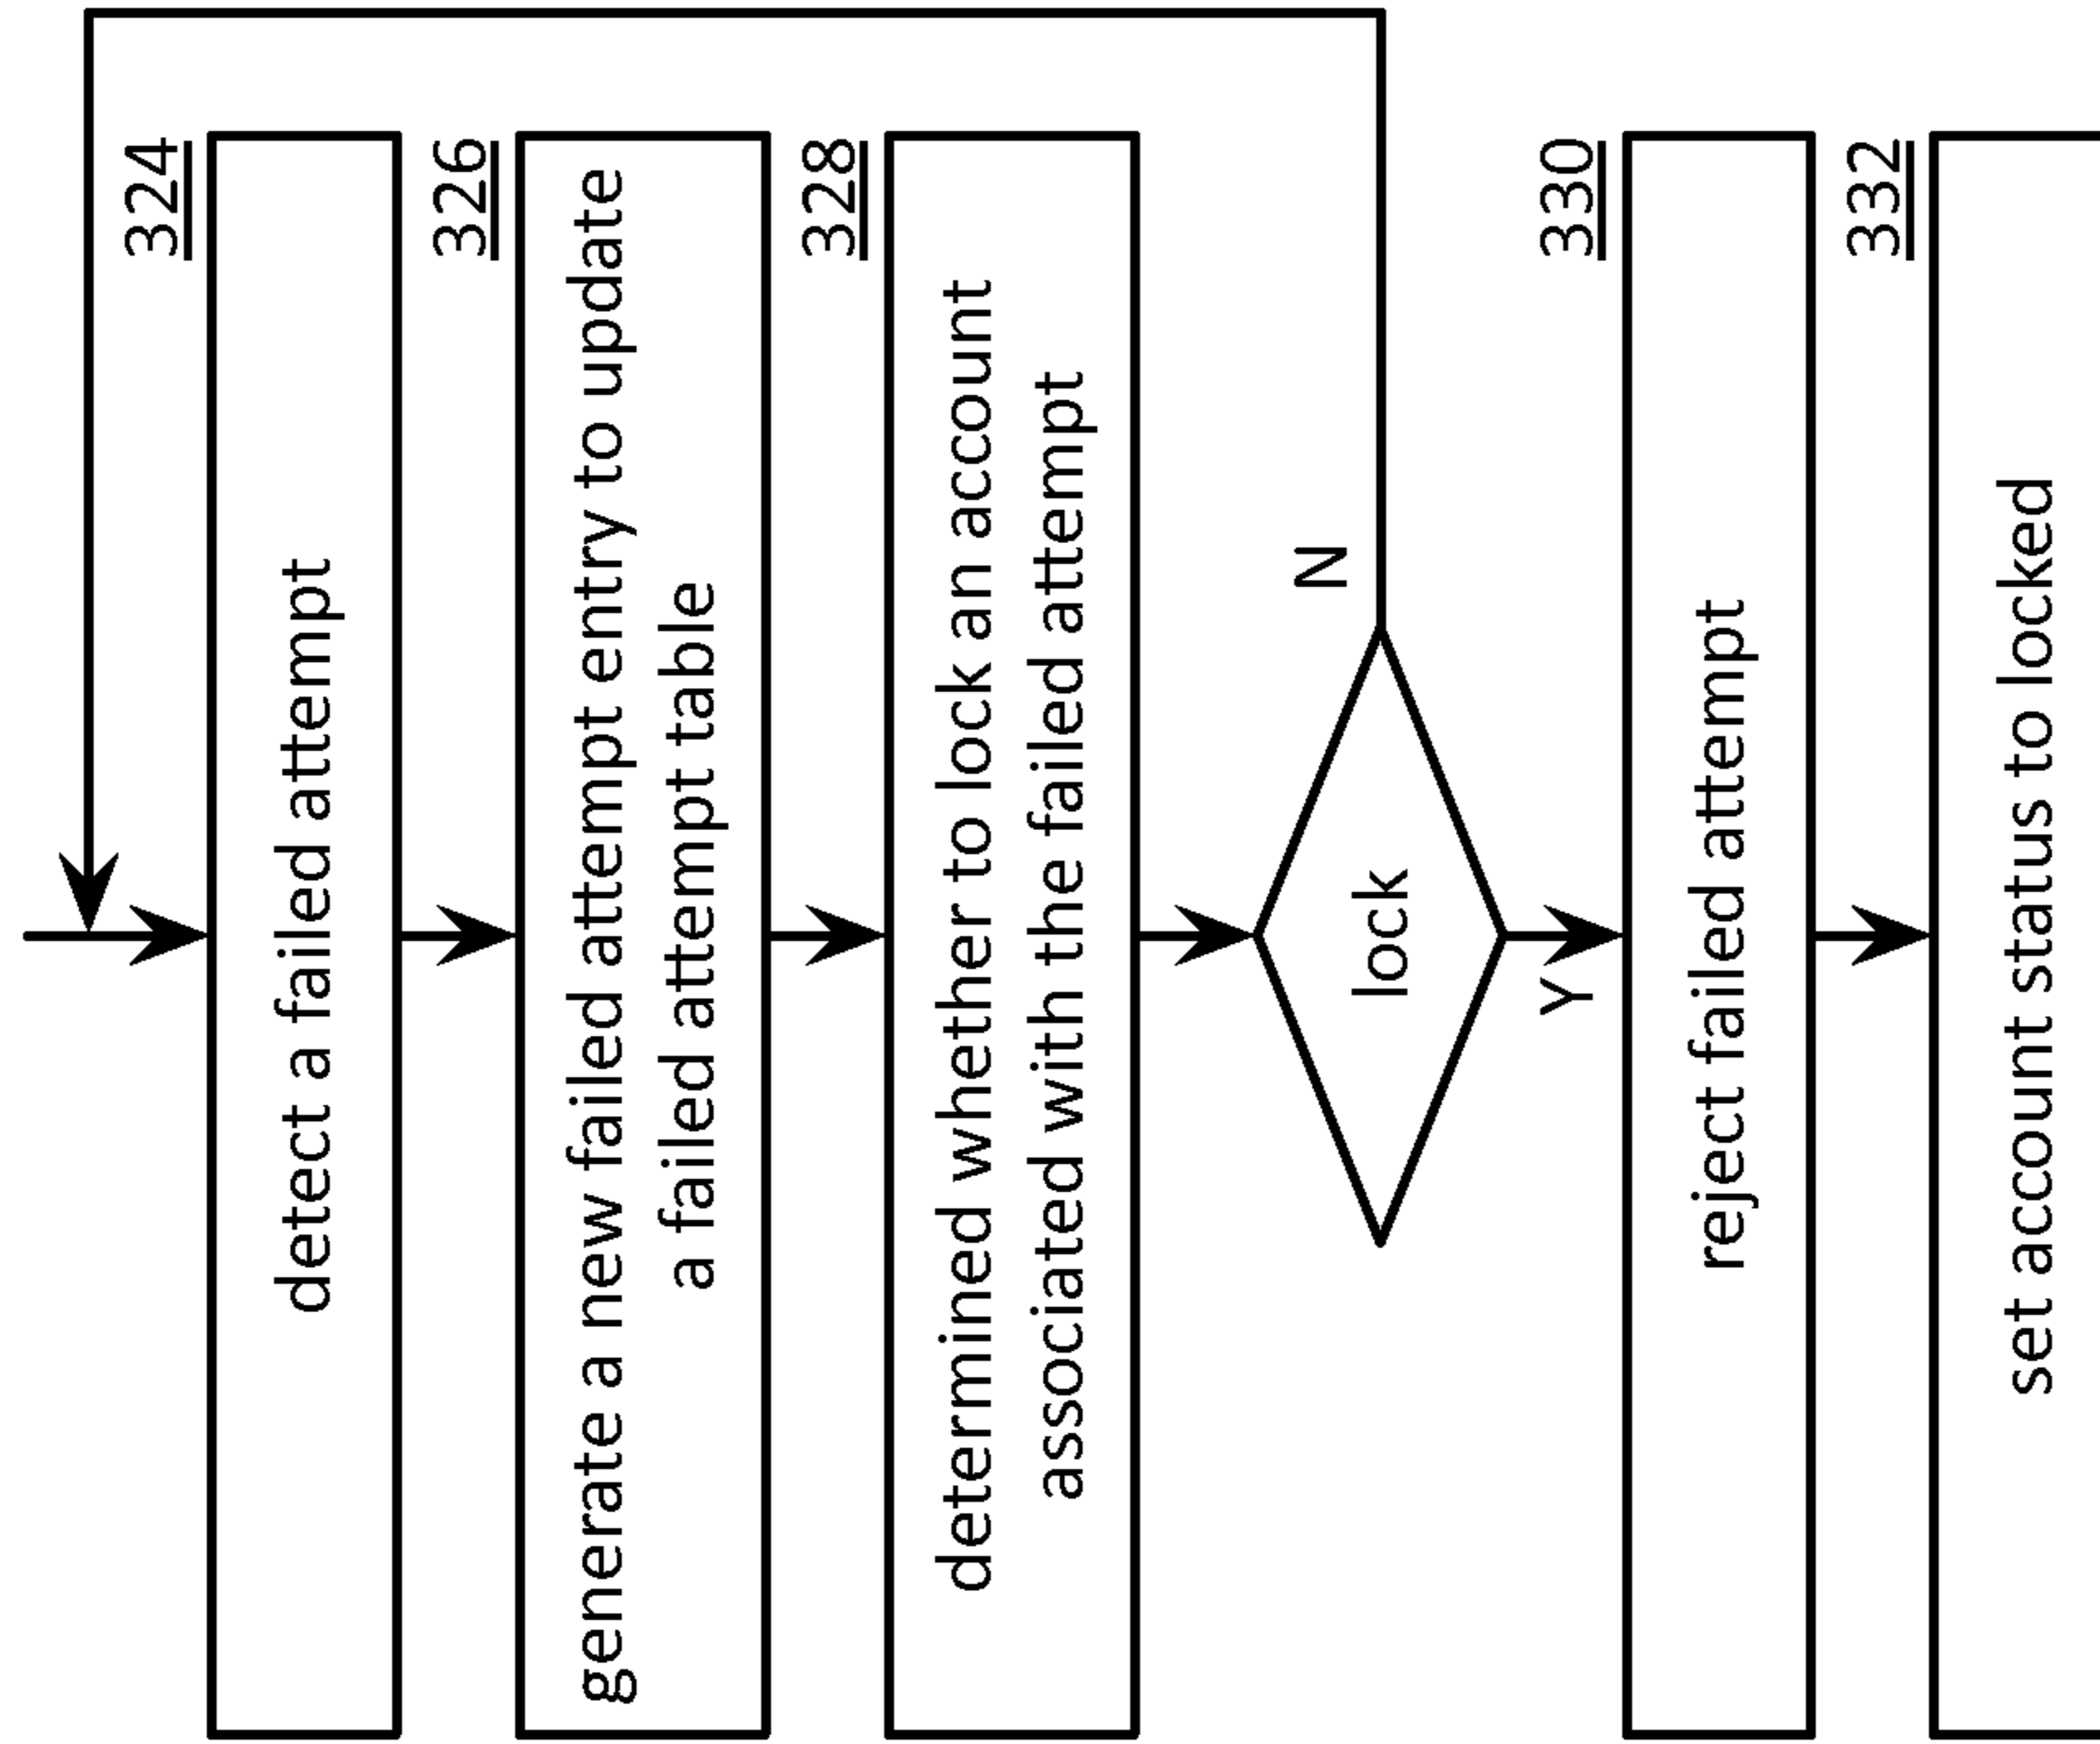 324
detect a failed attempt
326
generate a new failed attempt entry to update
a failed attempt table
328
determined whether to lock an account
associated with the failed attempt
lock
N
Y
330
reject failed attempt
332
set account status to locked